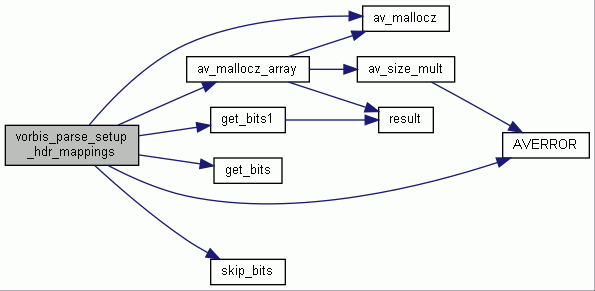 av_mallocz
av_mallocz_array
av_size_mult
get_bits1
result
vorbis_parse_setup
_hdr_mappings
AVERROR
get_bits
skip_bits